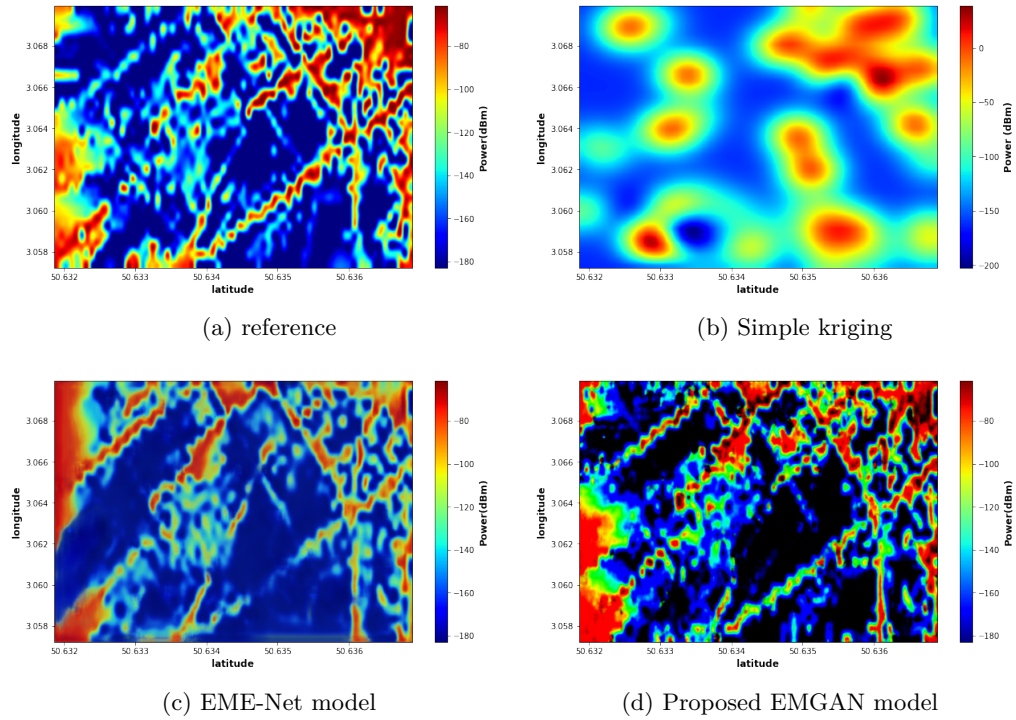 3.068
3.066
3.064
3.062
3.060
3.058
longitude
50.632 50.633 50.634 50.635 50.636
latitude
−80
−100
−120
−140
−160
−180
Power(dBm)
(a) reference
3.068
3.066
3.064
3.062
3.060
3.058
longitude
50.632 50.633 50.634 50.635 50.636
latitude
0
−50
−100
−150
−200
Power (dBm)
(b) Simple kriging
3.068
3.066
3.064
3.062
3.060
3.058
longitude
50.632 50.633 50.634 50.635 50.636
latitude
−80
−100
−120
−140
−160
−180
Power(dBm)
(c) EME-Net model
3.068
3.066
3.064
3.062
3.060
3.058
longitude
50.632 50.633 50.634 50.635 50.636
latitude
−80
−100
−120
−140
−160
−180
Power(dBm)
(d) Proposed EMGAN model